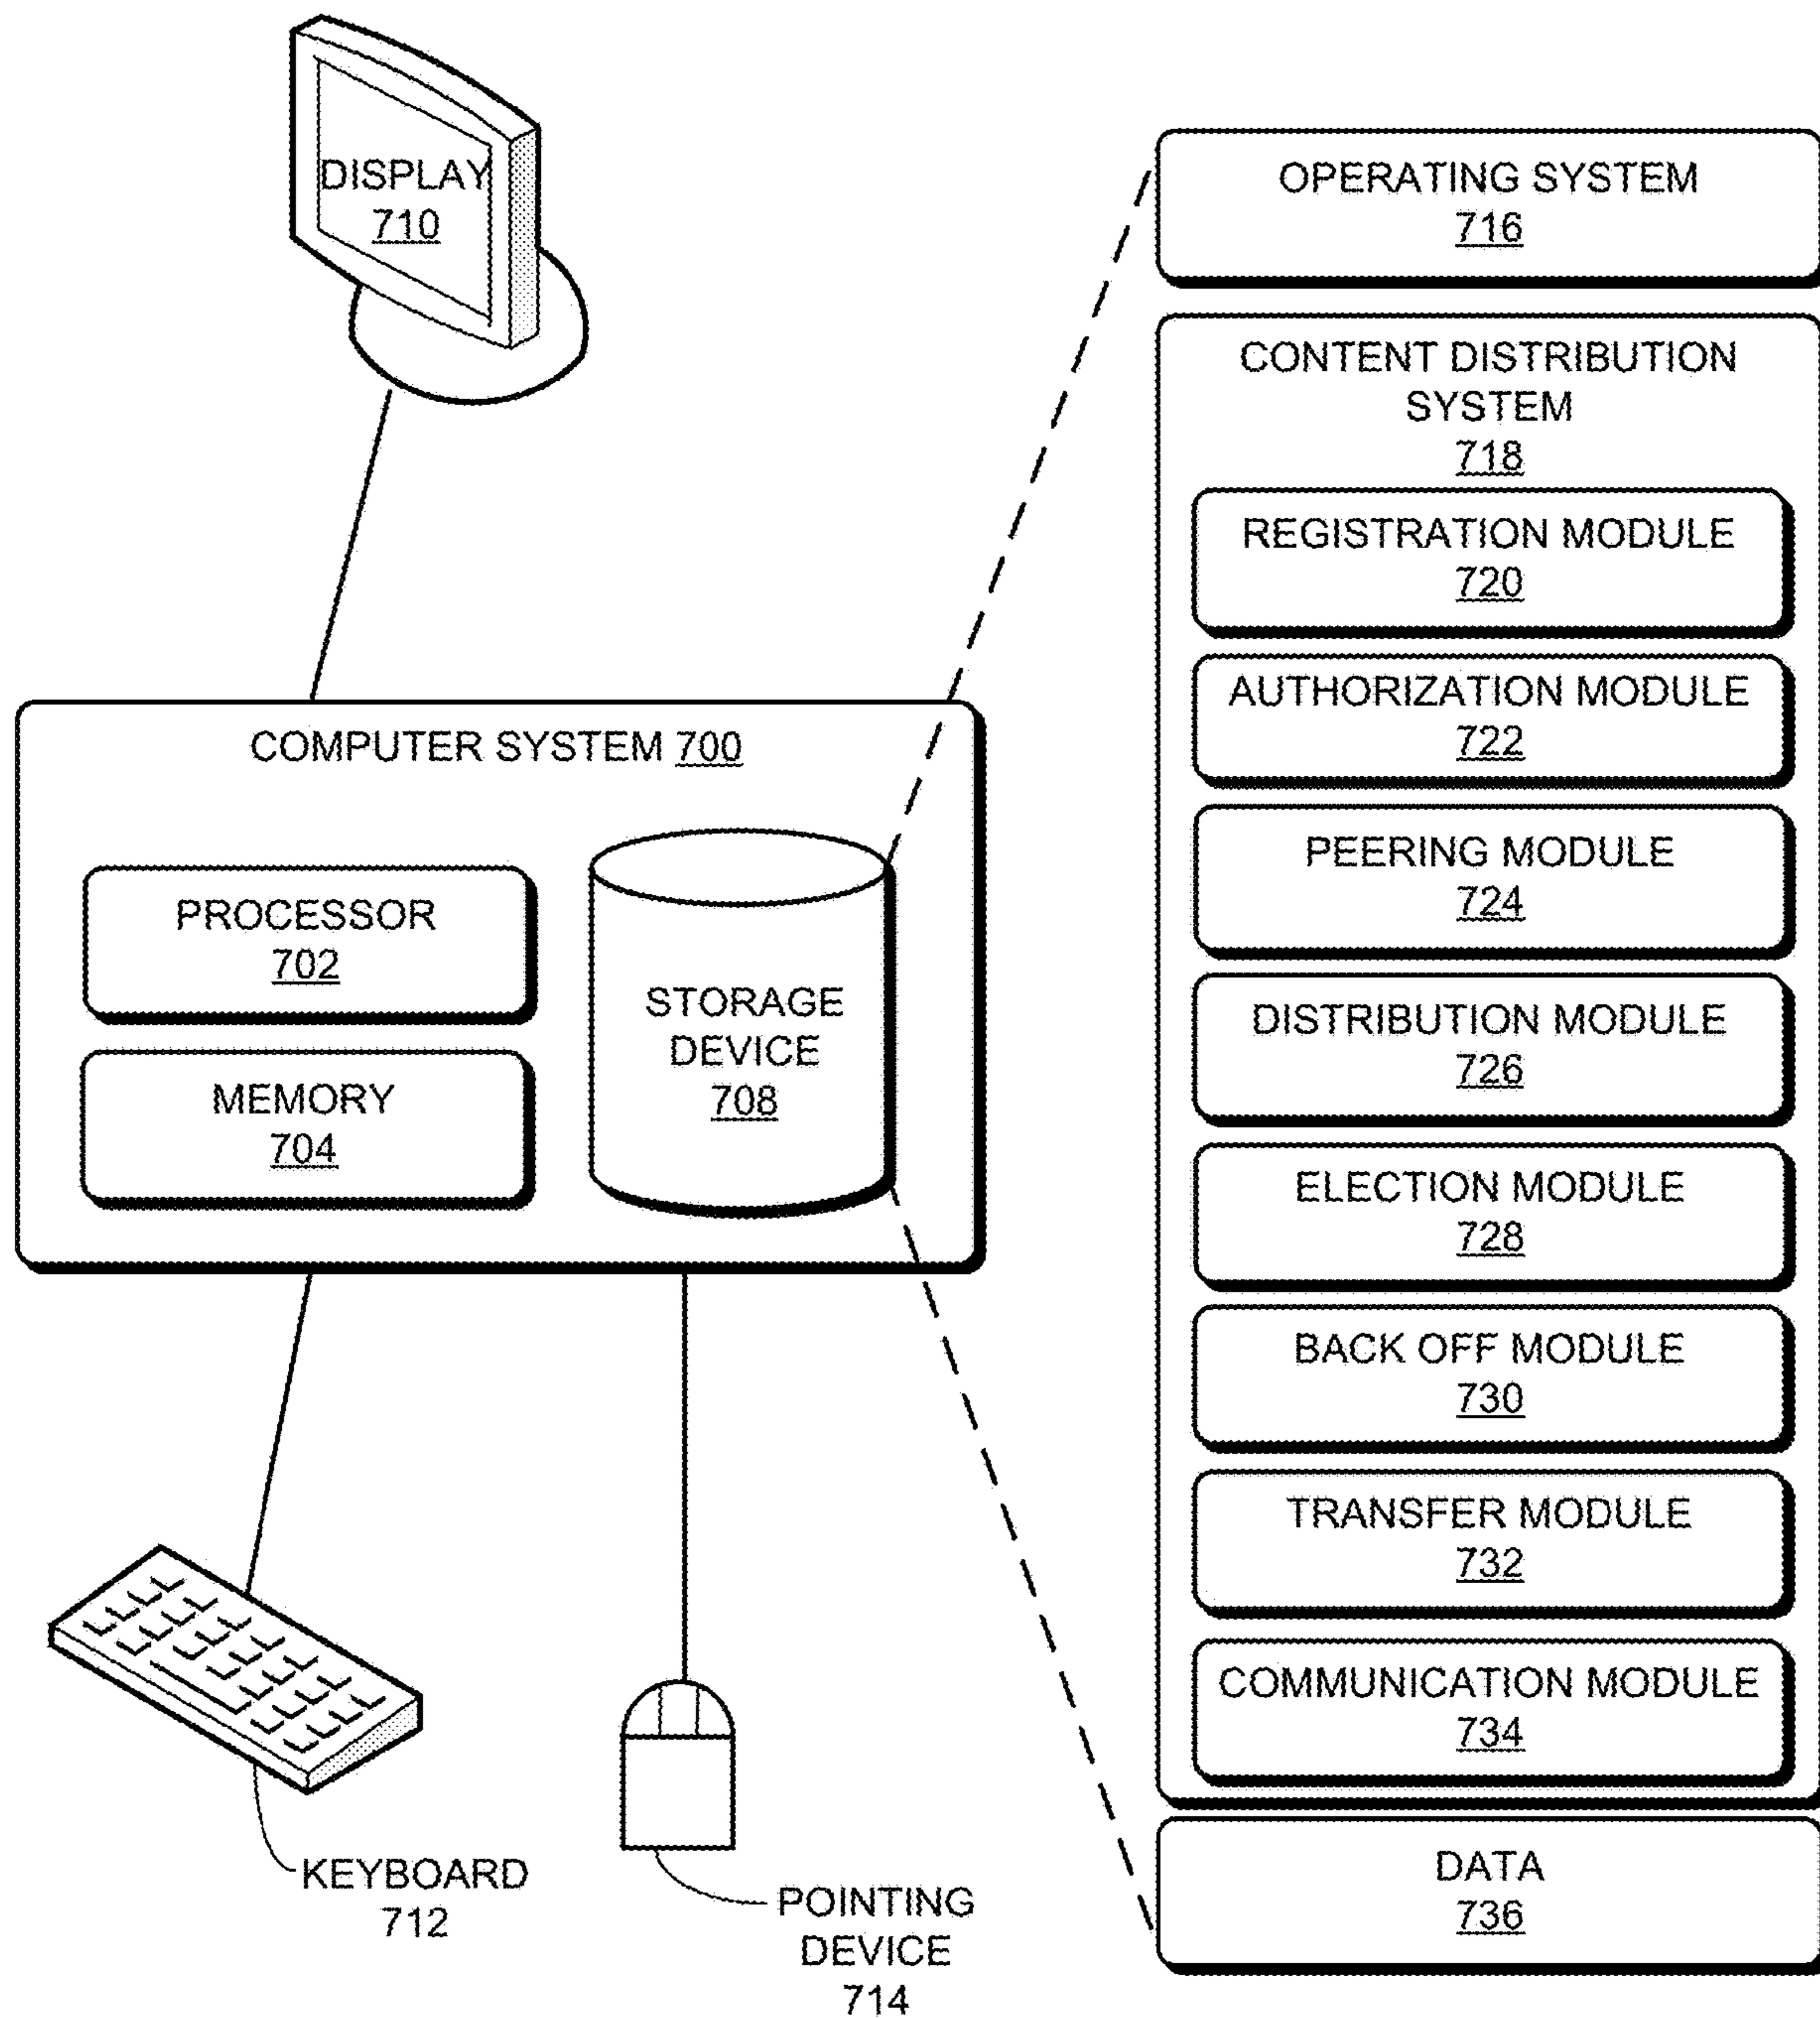 DISPLAY
710
COMPUTER SYSTEM 700
PROCESSOR
702
MEMORY
704
STORAGE
DEVICE
708
KEYBOARD
712
POINTING
DEVICE
714
OPERATING SYSTEM
716
CONTENT DISTRIBUTION
SYSTEM
718
REGISTRATION MODULE
720
AUTHORIZATION MODULE
722
PEERING MODULE
724
DISTRIBUTION MODULE
726
ELECTION MODULE
728
BACK OFF MODULE
730
TRANSFER MODULE
732
COMMUNICATION MODULE
734
DATA
736